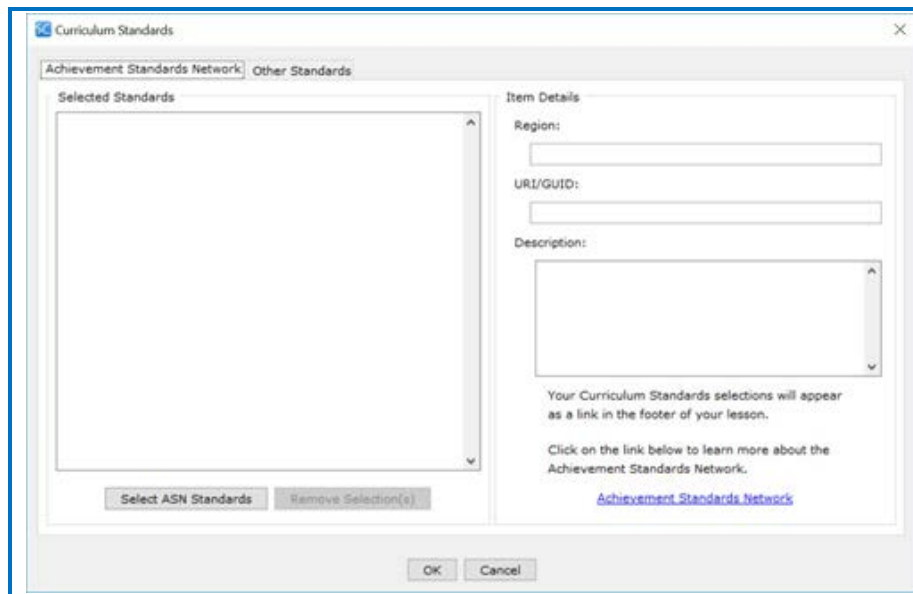 SC Curriculum Standards
Achievement Standards Network Other Standards
Selected Standards
Item Details
Region:
URI/GUID:
Description:
Your Curriculum Standards selections will appear
as a link in the footer of your lesson.
Click on the link below to learn more about the
Achievement Standards Network.
Achievement Standards Network
Select ASN Standards Remove Selection(s)
OK Cancel